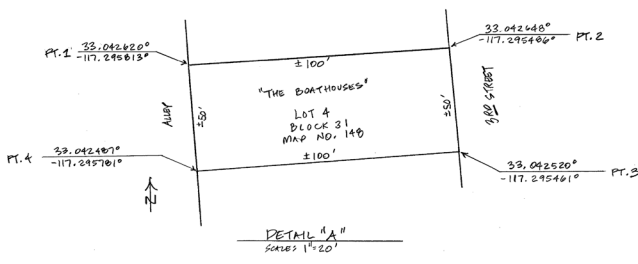 PT. 1 33.042620°
-117.295813°
33.042648° PT. 2
-117.295486°
±100'
"THE BOATHOUSES"
LOT 4
BLOCK 31
MAP NO. 148
ALLEY
±50'
±50'
3RD STREET
±100'
PT. 4 33.042487°
-117.295781°
33.042520° PT. 3
-117.295461°
N
DETAIL "A"
SCALE: 1"=20'